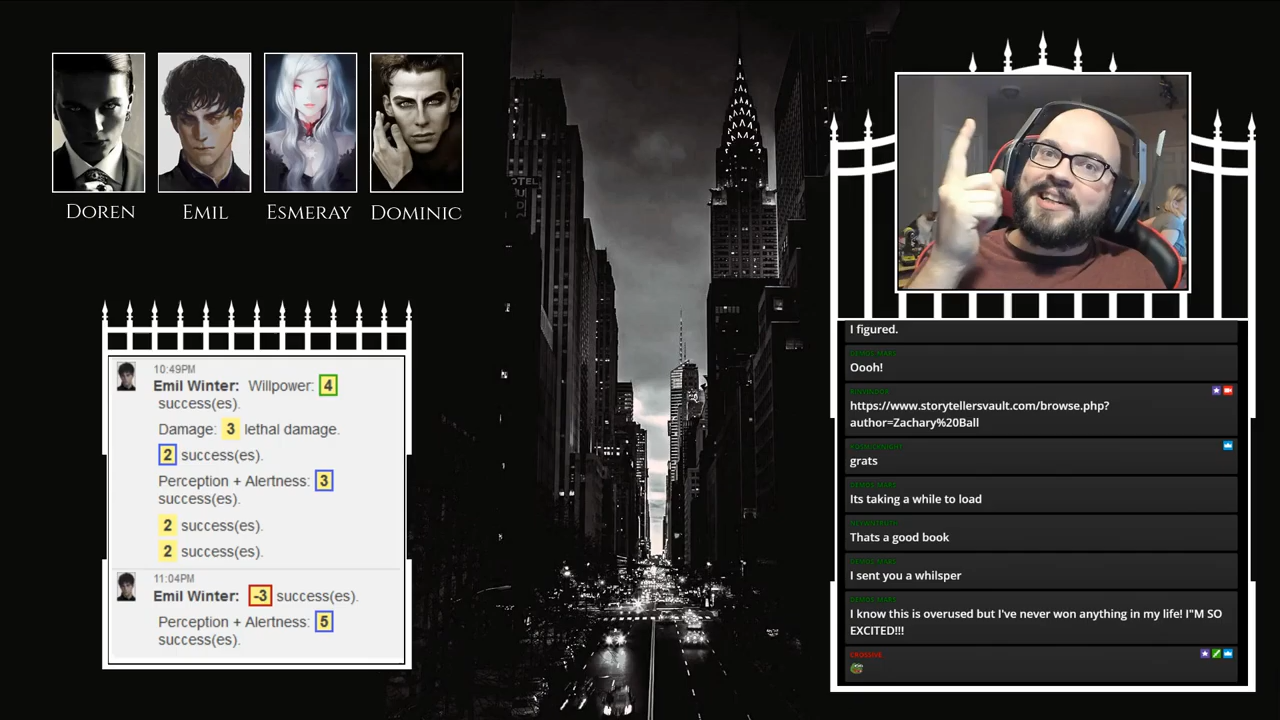 DOREN
EMIL
ESMERAY
DOMINIC
OTEL
10:49PM
Emil Winter: Willpower: 4
success(es).
Damage: 3 lethal damage.
2 success(es).
Perception + Alertness: 3
success(es).
2 success(es).
2 success(es).
11:04PM
Emil Winter: -3 success(es).
Perception + Alertness: 5
success(es).
I figured.
Oooh!
https://www.storytellersvault.com/browse.php?
author=Zachary%20Ball
grats
Its taking a while to load
Thats a good book
I sent you a whilsper
I know this is overused but I've never won anything in my life! I"M SO
EXCITED!!!
CROSSIVE